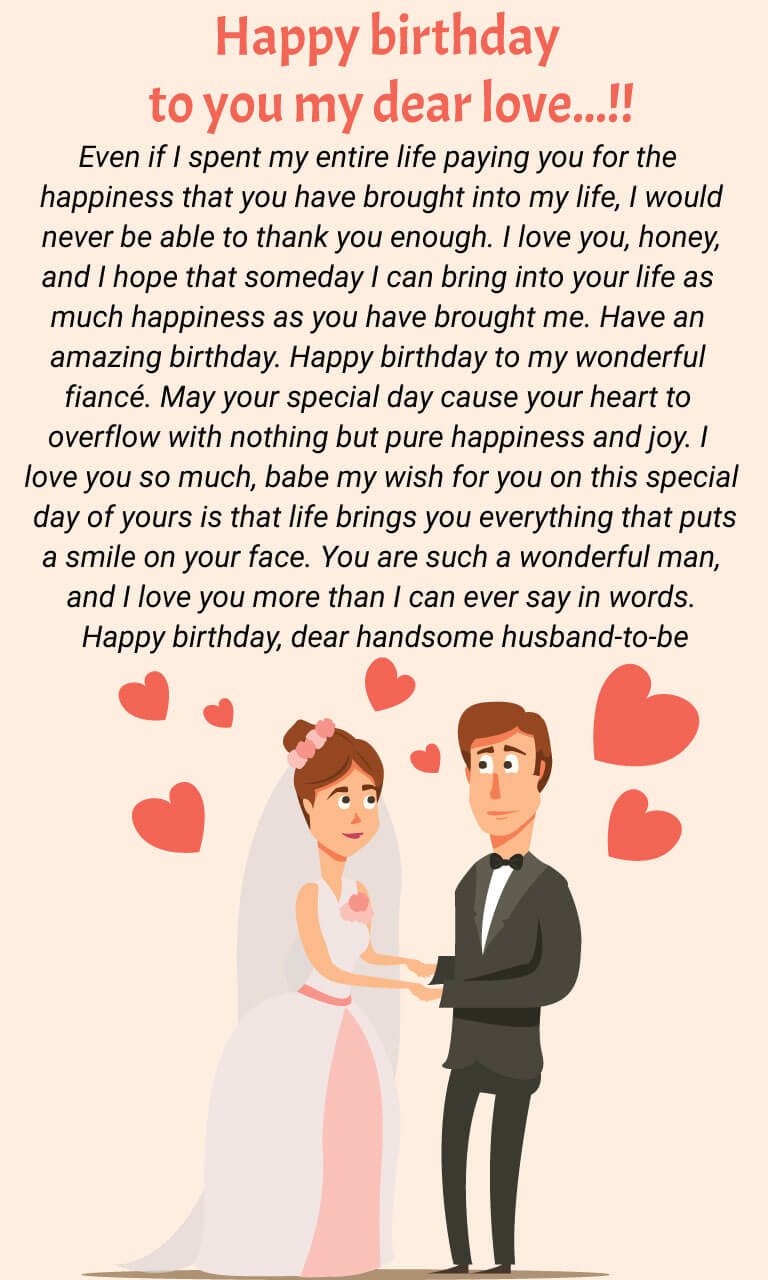 Happy birthday
to you my dear love...!!
Even if I spent my entire life paying you for the
happiness that you have brought into my life, I would
never be able to thank you enough. I love you, honey,
and I hope that someday I can bring into your life as
much happiness as you have brought me. Have an
amazing birthday. Happy birthday to my wonderful
fiancé. May your special day cause your heart to
overflow with nothing but pure happiness and joy. I
love you so much, babe my wish for you on this special
day of yours is that life brings you everything that puts
a smile on your face. You are such a wonderful man,
and I love you more than I can ever say in words.
Happy birthday, dear handsome husband-to-be